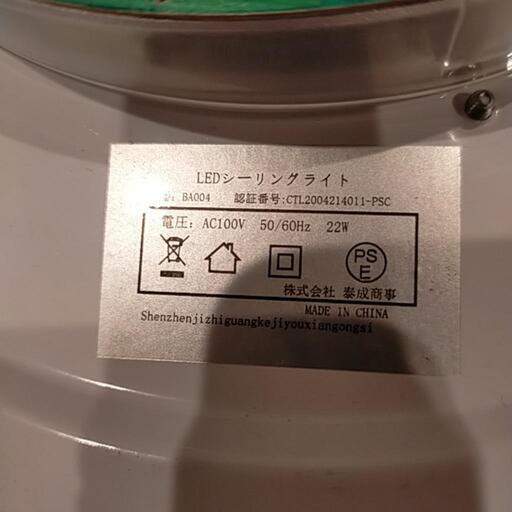 LEDシーリングライト
BA004 認証番号:CTL2004214011-PSC
電圧: AC100V 50/60Hz 22W
PS
E
株式会社 泰成商事
MADE IN CHINA
Shenzhenjizhiguangkejiyouxiangongsi